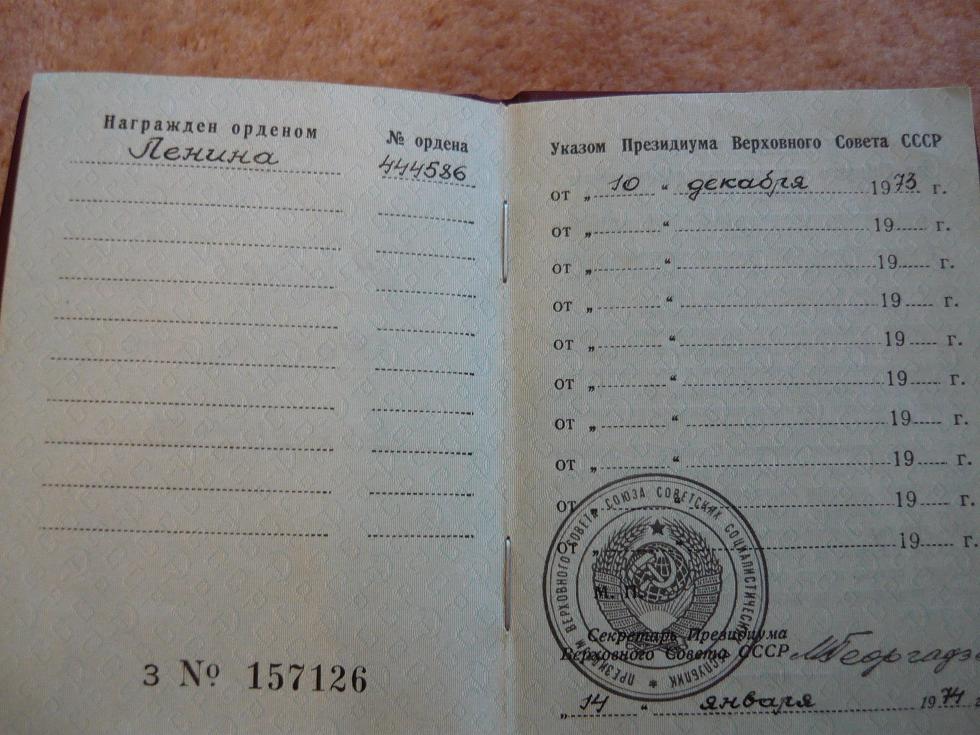 Награжден орденом № ордена
Ленина 444586
З № 157126
Указом Президиума Верховного Совета СССР
от „ 10 “ декабря 1973 г.
от „ “ 19 г.
от „ “ 19 г.
от „ “ 19 г.
от „ “ 19 г.
от „ “ 19 г.
от „ “ 19 г.
от „ “ 19 г.
от „ “ 19 г.
от „ “ 19 г.
ПРЕЗИДИУМ ВЕРХОВНОГО СОВЕТА СОЮЗА СОВЕТСКИХ СОЦИАЛИСТИЧЕСКИХ РЕСПУБЛИК
М. П.
Секретарь Президиума
Верховного Совета СССР МГеоргадз
„ 14 “ января 1974 г